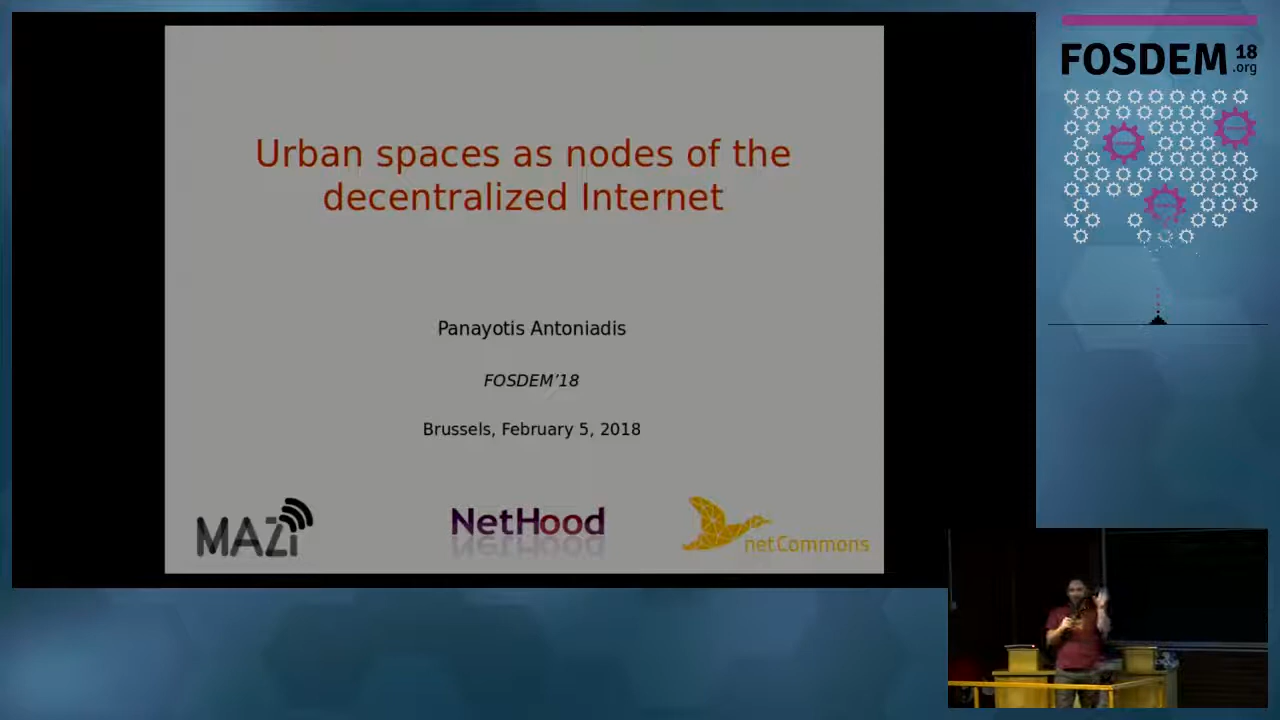 Urban spaces as nodes of the
decentralized Internet
Panayotis Antoniadis
FOSDEM'18
Brussels, February 5, 2018
MAZi
NetHood
netCommons
FOSDEM 18
.org